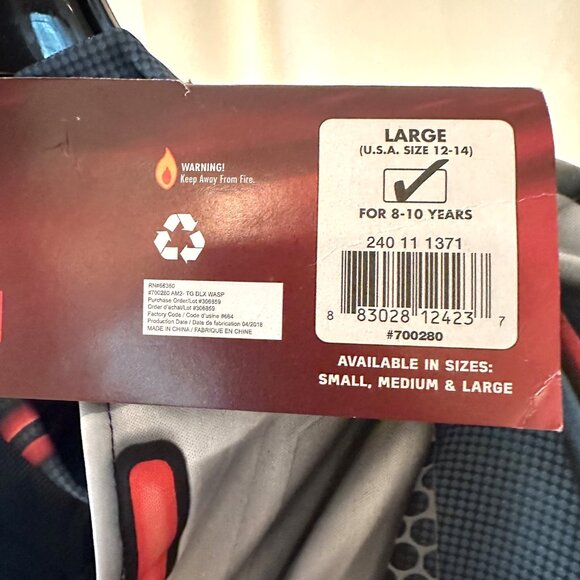 WARNING!
Keep Away From Fire.
RN#66360
#700280 AM2- TG DLX WASP
Purchase Order/Lot #306859
Order d'achat/Lot #306859
Factory Code / Code d'usine #664
Production Date / Date de fabrication 04/2018
MADE IN CHINA / FABRIQUE EN CHINE
LARGE
(U.S.A. SIZE 12-14)
FOR 8-10 YEARS
240 11 1371
8 83028 12423 7
#700280
AVAILABLE IN SIZES:
SMALL, MEDIUM & LARGE